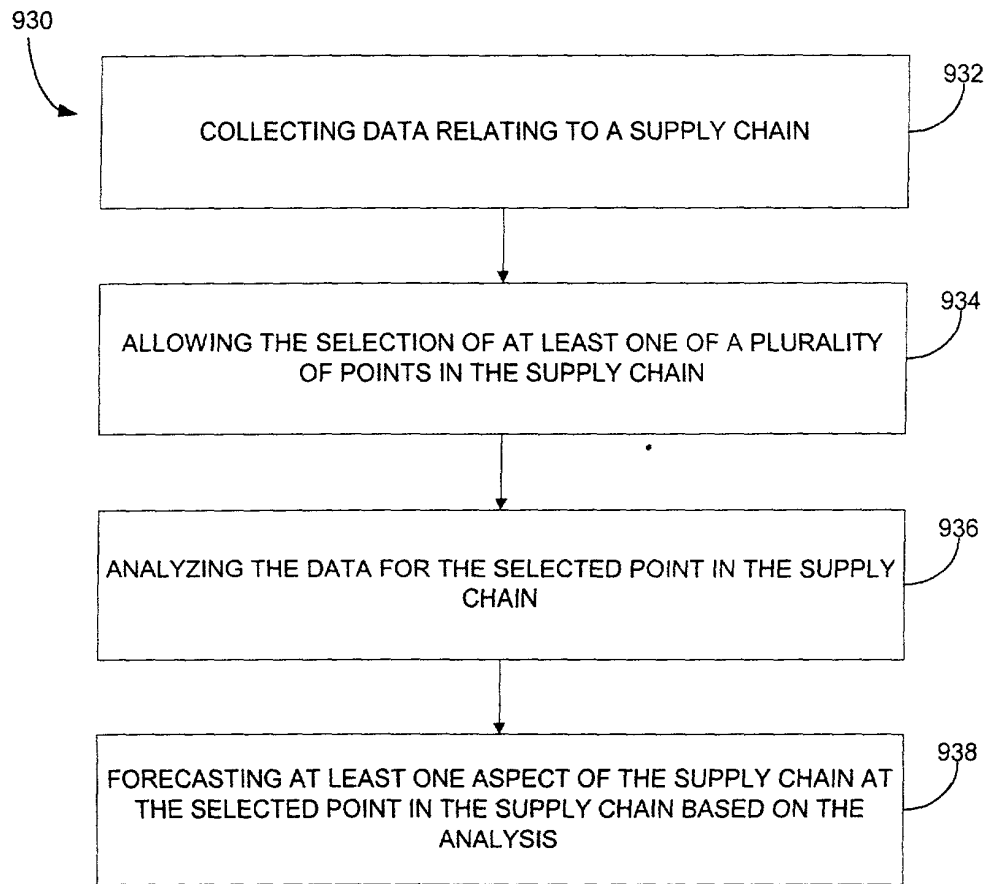 930
932
COLLECTING DATA RELATING TO A SUPPLY CHAIN
934
ALLOWING THE SELECTION OF AT LEAST ONE OF A PLURALITY
OF POINTS IN THE SUPPLY CHAIN
936
ANALYZING THE DATA FOR THE SELECTED POINT IN THE SUPPLY
CHAIN
938
FORECASTING AT LEAST ONE ASPECT OF THE SUPPLY CHAIN AT
THE SELECTED POINT IN THE SUPPLY CHAIN BASED ON THE
ANALYSIS